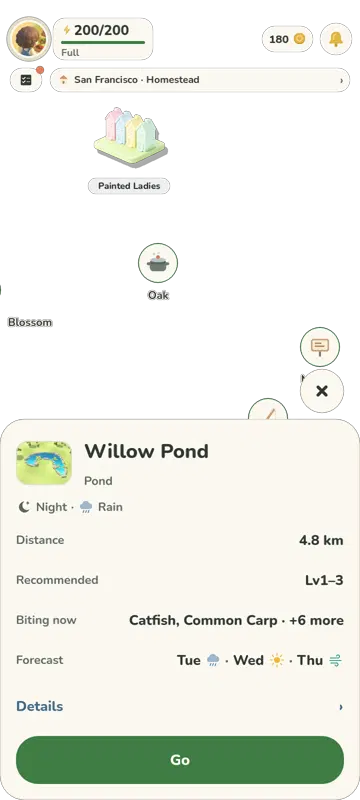 200/200
Full
180
San Francisco · Homestead ›
Painted Ladies
Oak
Blossom
Willow Pond
Pond
Night · Rain
Distance 4.8 km
Recommended Lv1–3
Biting now Catfish, Common Carp · +6 more
Forecast Tue · Wed · Thu
Details ›
Go